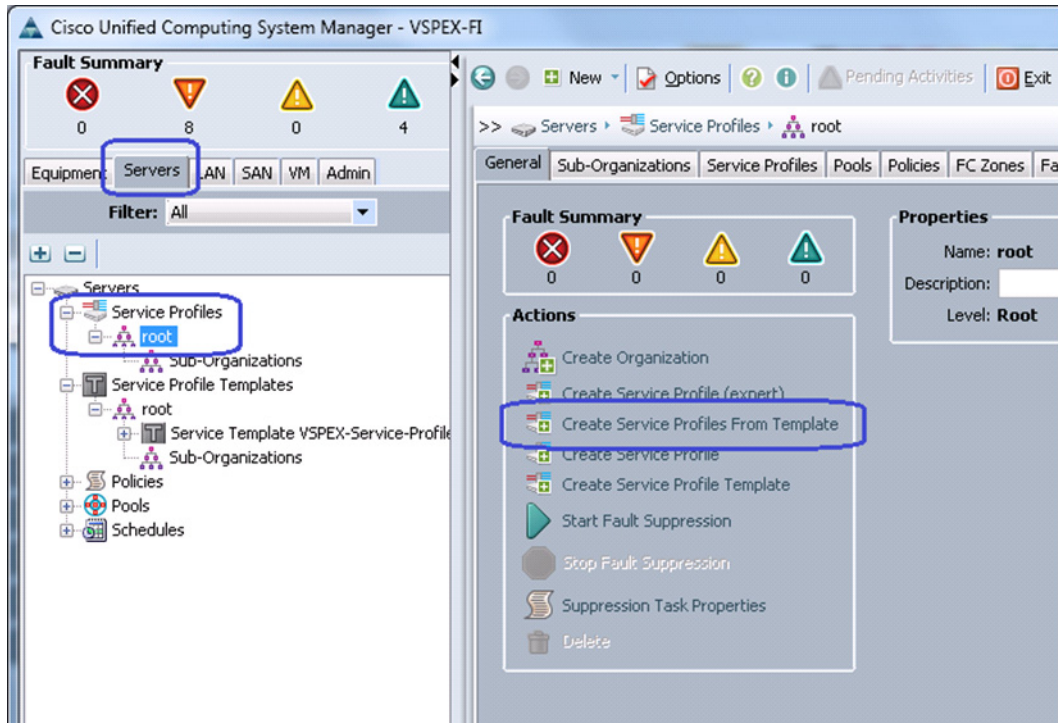 Cisco Unified Computing System Manager - VSPEX-FI
Fault Summary
0 8 0 4
Equipment Servers LAN SAN VM Admin
Filter: All
Servers
Service Profiles
root
Sub-Organizations
Service Profile Templates
root
Service Template VSPEX-Service-Profile
Sub-Organizations
Policies
Pools
Schedules
New Options Pending Activities Exit
>> Servers Service Profiles root
General Sub-Organizations Service Profiles Pools Policies FC Zones Fa
Fault Summary
0 0 0 0
Properties
Name: root
Description:
Level: Root
Actions
Create Organization
Create Service Profile (expert)
Create Service Profiles From Template
Create Service Profile
Create Service Profile Template
Start Fault Suppression
Stop Fault Suppression
Suppression Task Properties
Delete